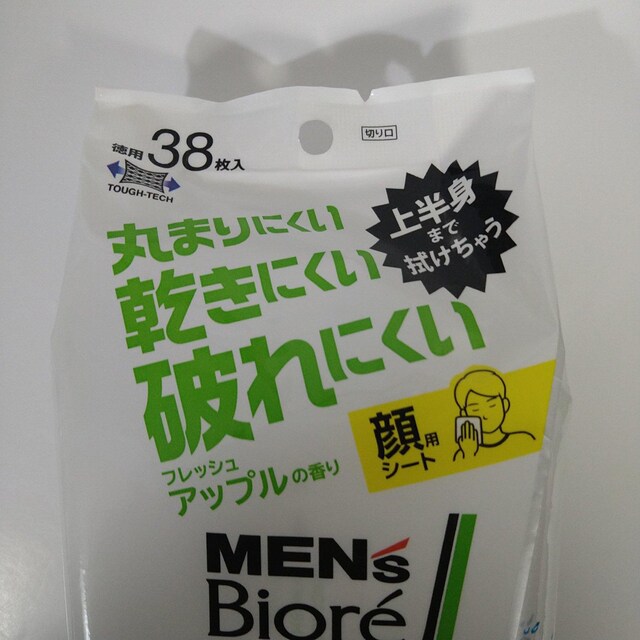 徳用38枚入
切り口
TOUGH-TECH
上半身
まで
拭けちゃう
丸まりにくい
乾きにくい
破れにくい
顔用
シート
フレッシュ
アップルの香り
MEN's
Bioré